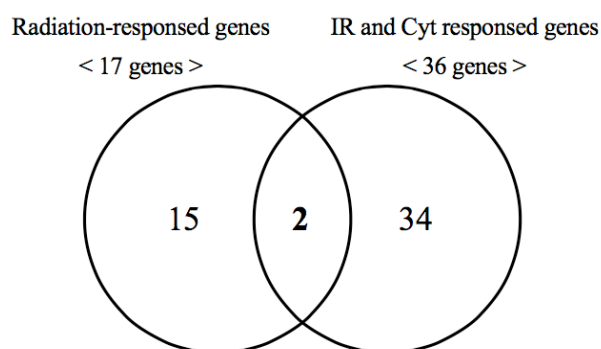 Radiation-responsed genes
< 17 genes >
IR and Cyt responsed genes
< 36 genes >
15
2
34